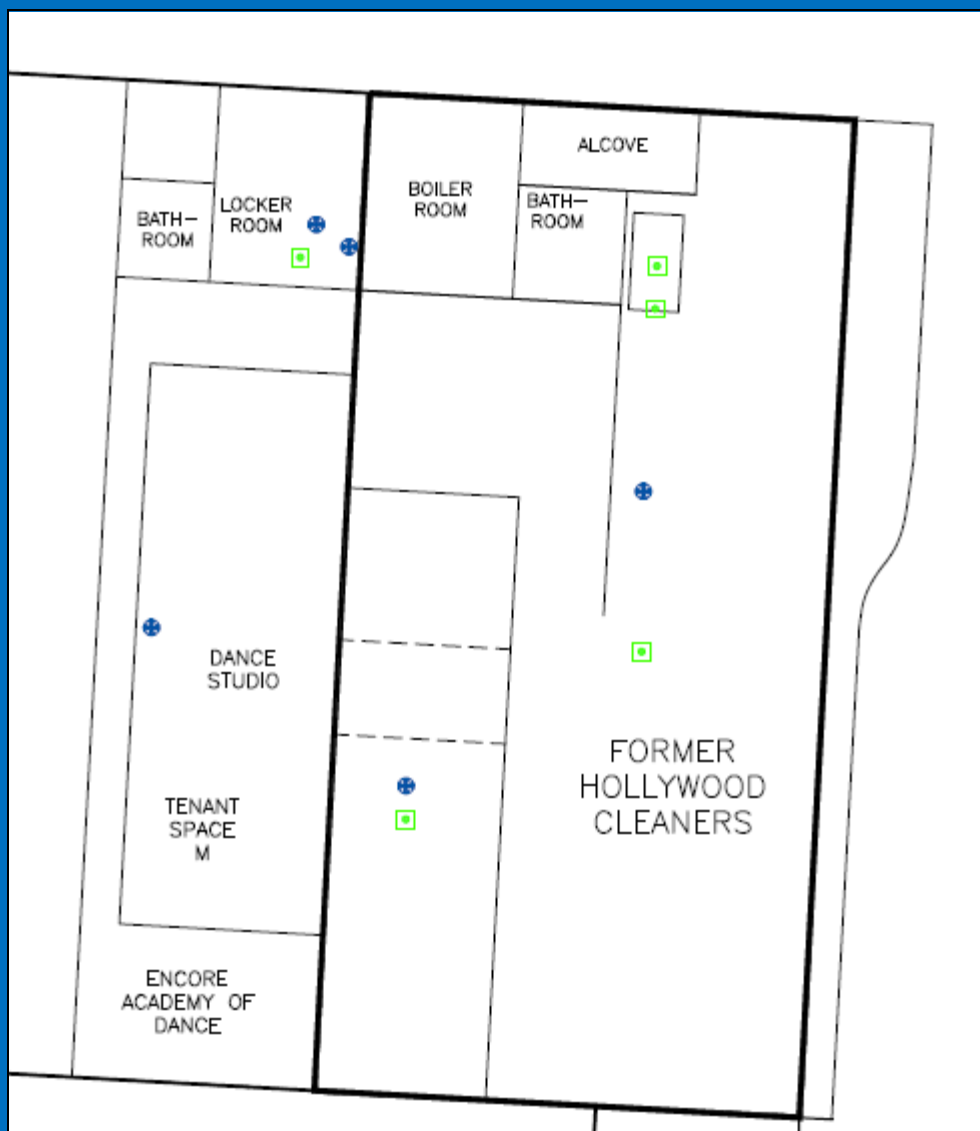 ALCOVE
BOILER
ROOM
BATH-
ROOM
LOCKER
ROOM
BATH-
ROOM
DANCE
STUDIO
FORMER
HOLLYWOOD
CLEANERS
TENANT
SPACE
M
ENCORE
ACADEMY OF
DANCE